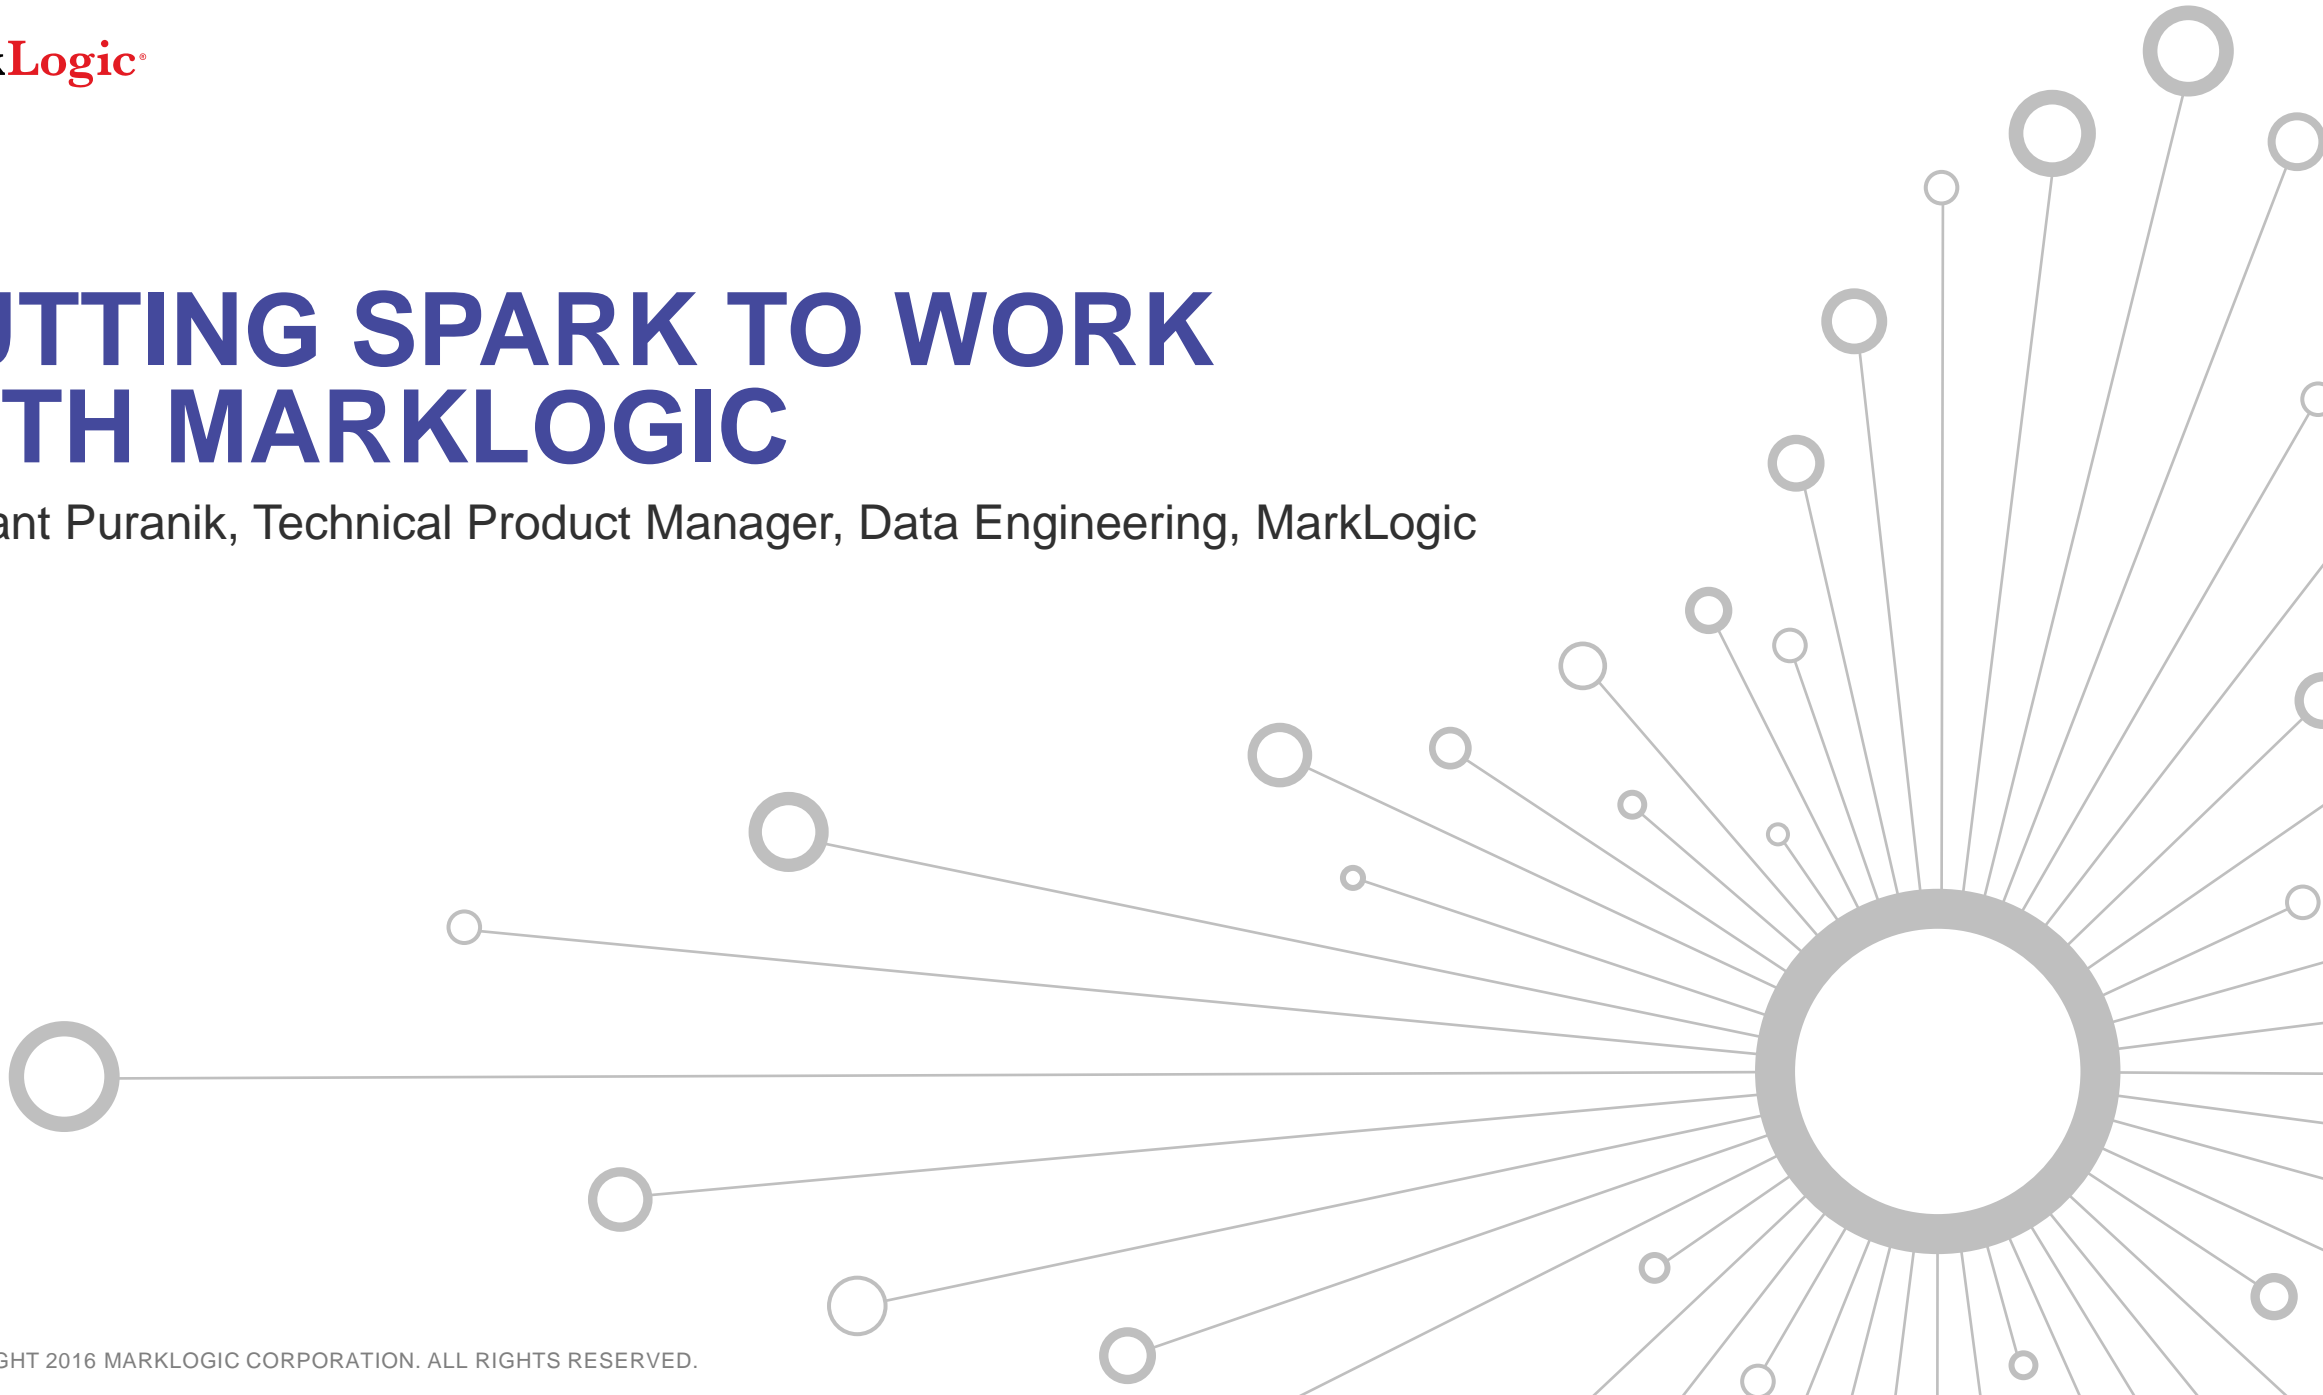 kLogic®
UTTING SPARK TO WORK
TH MARKLOGIC
ant Puranik, Technical Product Manager, Data Engineering, MarkLogic
GHT 2016 MARKLOGIC CORPORATION. ALL RIGHTS RESERVED.